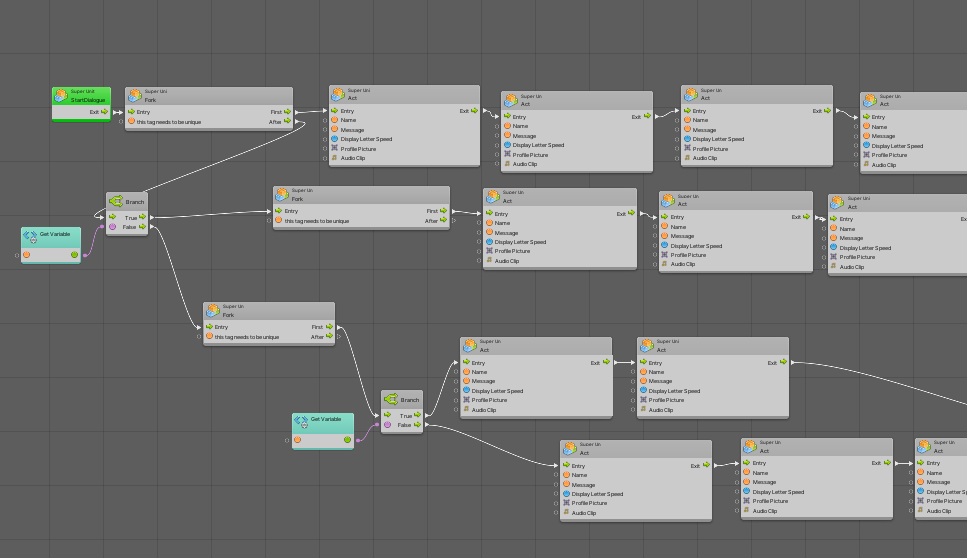 Super Unit
StartDialogue
Exit
Super Uni
Fork
Entry First
this tag needs to be unique After
Super Uni
Act
Entry Exit
Name
Message
Display Letter Speed
Profile Picture
Audio Clip
Super Uni
Act
Entry Exit
Name
Message
Display Letter Speed
Profile Picture
Audio Clip
Super Uni
Act
Entry Exit
Name
Message
Display Letter Speed
Profile Picture
Audio Clip
Super Uni
Act
Entry
Name
Message
Display Letter Speed
Profile Picture
Audio Clip
Branch
True
False
Get Variable
Super Un
Fork
Entry First
this tag needs to be unique After
Super Un
Act
Entry Exit
Name
Message
Display Letter Speed
Profile Picture
Audio Clip
Super Un
Act
Entry Exit
Name
Message
Display Letter Speed
Profile Picture
Audio Clip
Super Un
Act
Entry Ex
Name
Message
Display Letter Speed
Profile Picture
Audio Clip
Super Un
Fork
Entry First
this tag needs to be unique After
Get Variable
Branch
True
False
Super Uni
Act
Entry Exit
Name
Message
Display Letter Speed
Profile Picture
Audio Clip
Super Uni
Act
Entry Exit
Name
Message
Display Letter Speed
Profile Picture
Audio Clip
Super Un
Act
Entry Exit
Name
Message
Display Letter Speed
Profile Picture
Audio Clip
Super Un
Act
Entry Exit
Name
Message
Display Letter Speed
Profile Picture
Audio Clip
Super Un
Act
Entry
Name
Message
Display Letter Sp
Profile Picture
Audio Clip